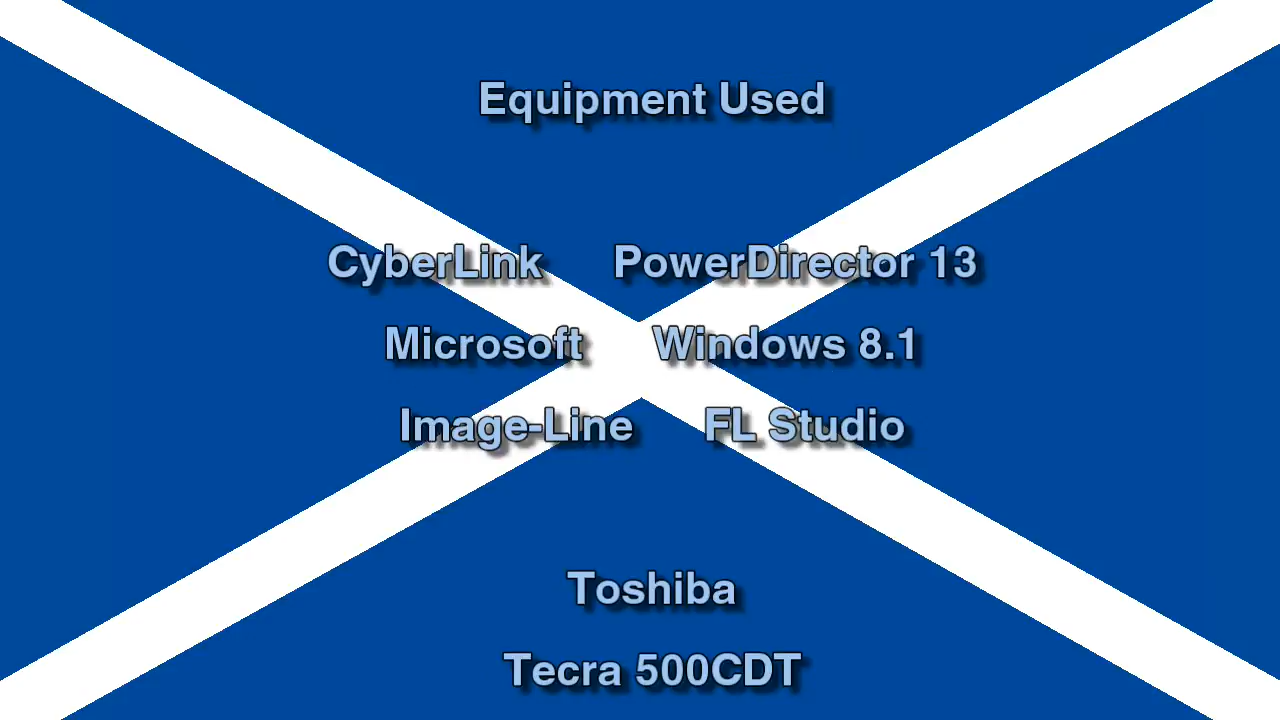 Equipment Used
CyberLink PowerDirector 13
Microsoft Windows 8.1
Image-Line FL Studio
Toshiba
Tecra 500CDT